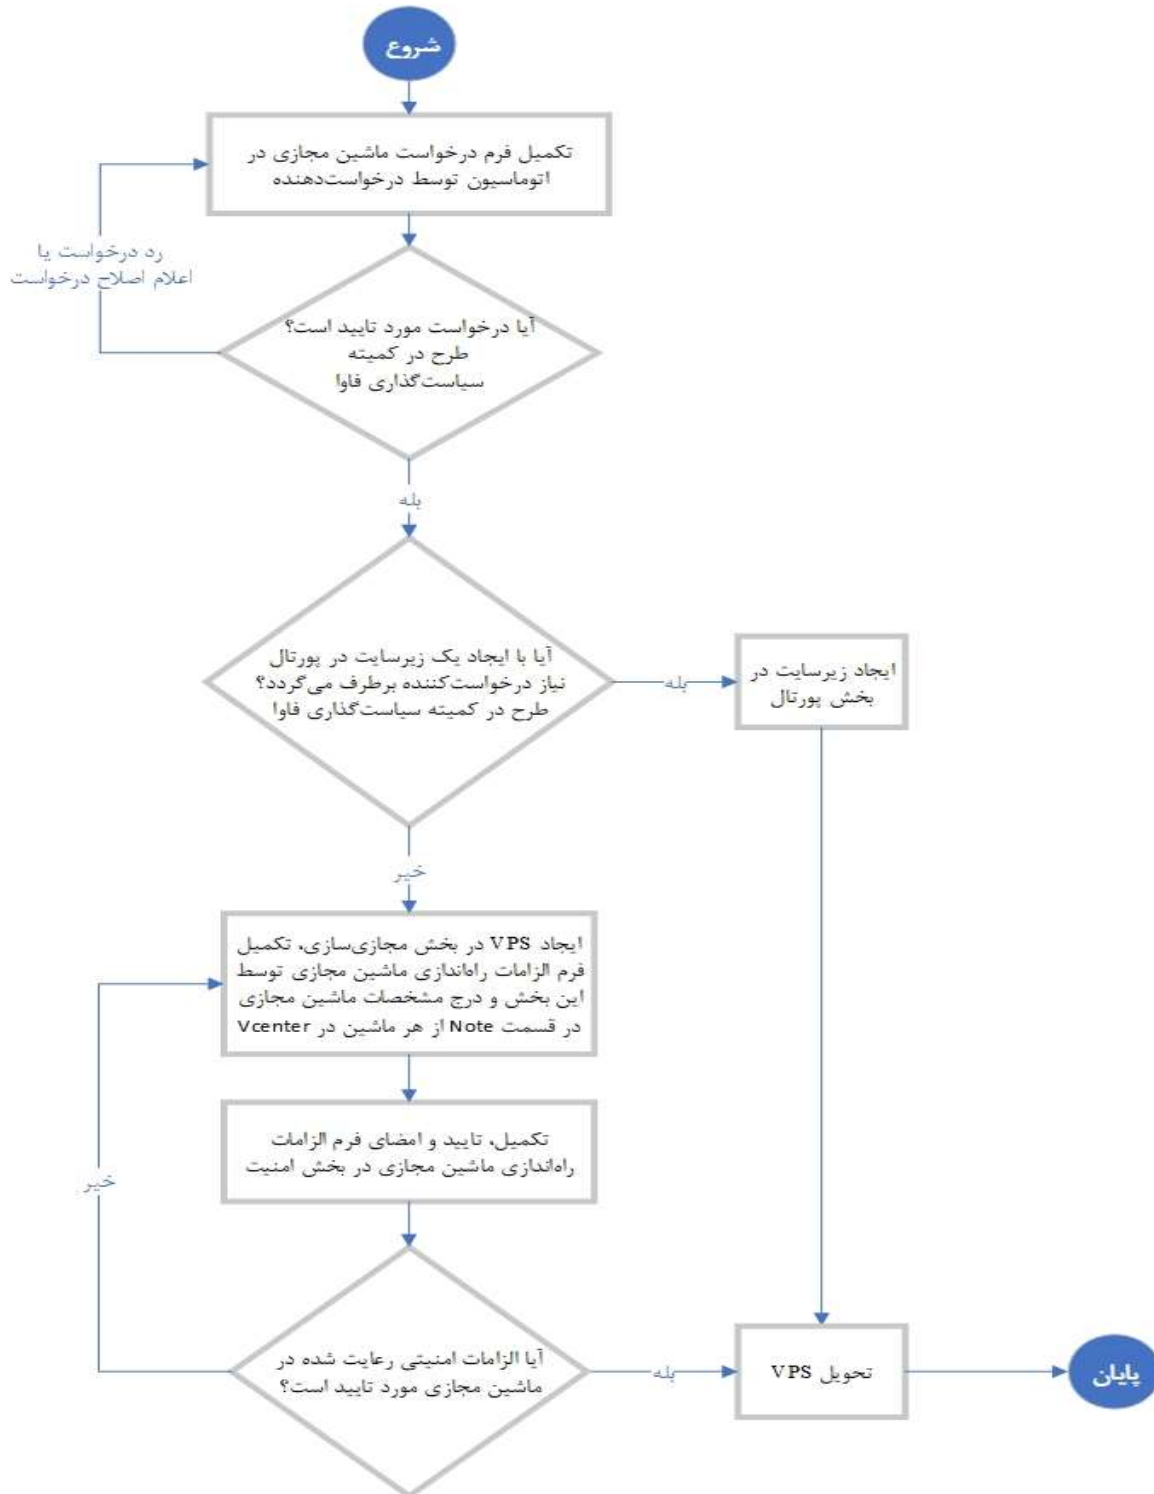 شروع
تکمیل فرم درخواست ماشین مجازی در
اتوماسیون توسط درخواست‌دهنده
رد درخواست یا
اعلام اصلاح درخواست
آیا درخواست مورد تایید است؟
طرح در کمیته
سیاست‌گذاری فاوا
بله
آیا با ایجاد یک زیرسایت در پورتال
نیاز درخواست‌کننده برطرف می‌گردد؟
طرح در کمیته سیاست‌گذاری فاوا
بله
ایجاد زیرسایت در
بخش پورتال
خیر
ایجاد VPS در بخش مجازی‌سازی، تکمیل
فرم الزامات راه‌اندازی ماشین مجازی توسط
این بخش و درج مشخصات ماشین مجازی
در قسمت Note از هر ماشین در Vcenter
تکمیل، تایید و امضای فرم الزامات
راه‌اندازی ماشین مجازی در بخش امنیت
خیر
آیا الزامات امنیتی رعایت شده در
ماشین مجازی مورد تایید است؟
بله
تحویل VPS
پایان